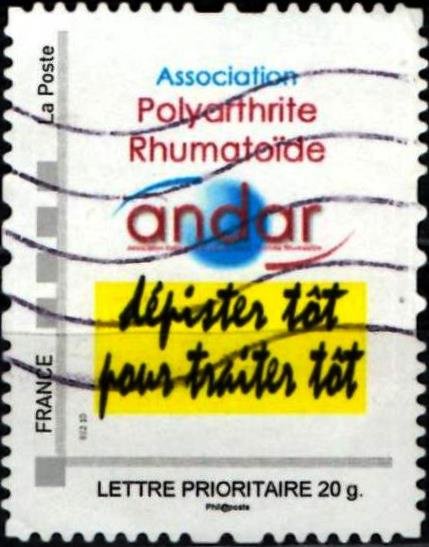 Association
Polyarthrite
Rhumatoïde
andar
dépister tôt
pour traiter tôt
La Poste
FRANCE
LETTRE PRIORITAIRE 20 g.
Phil@poste